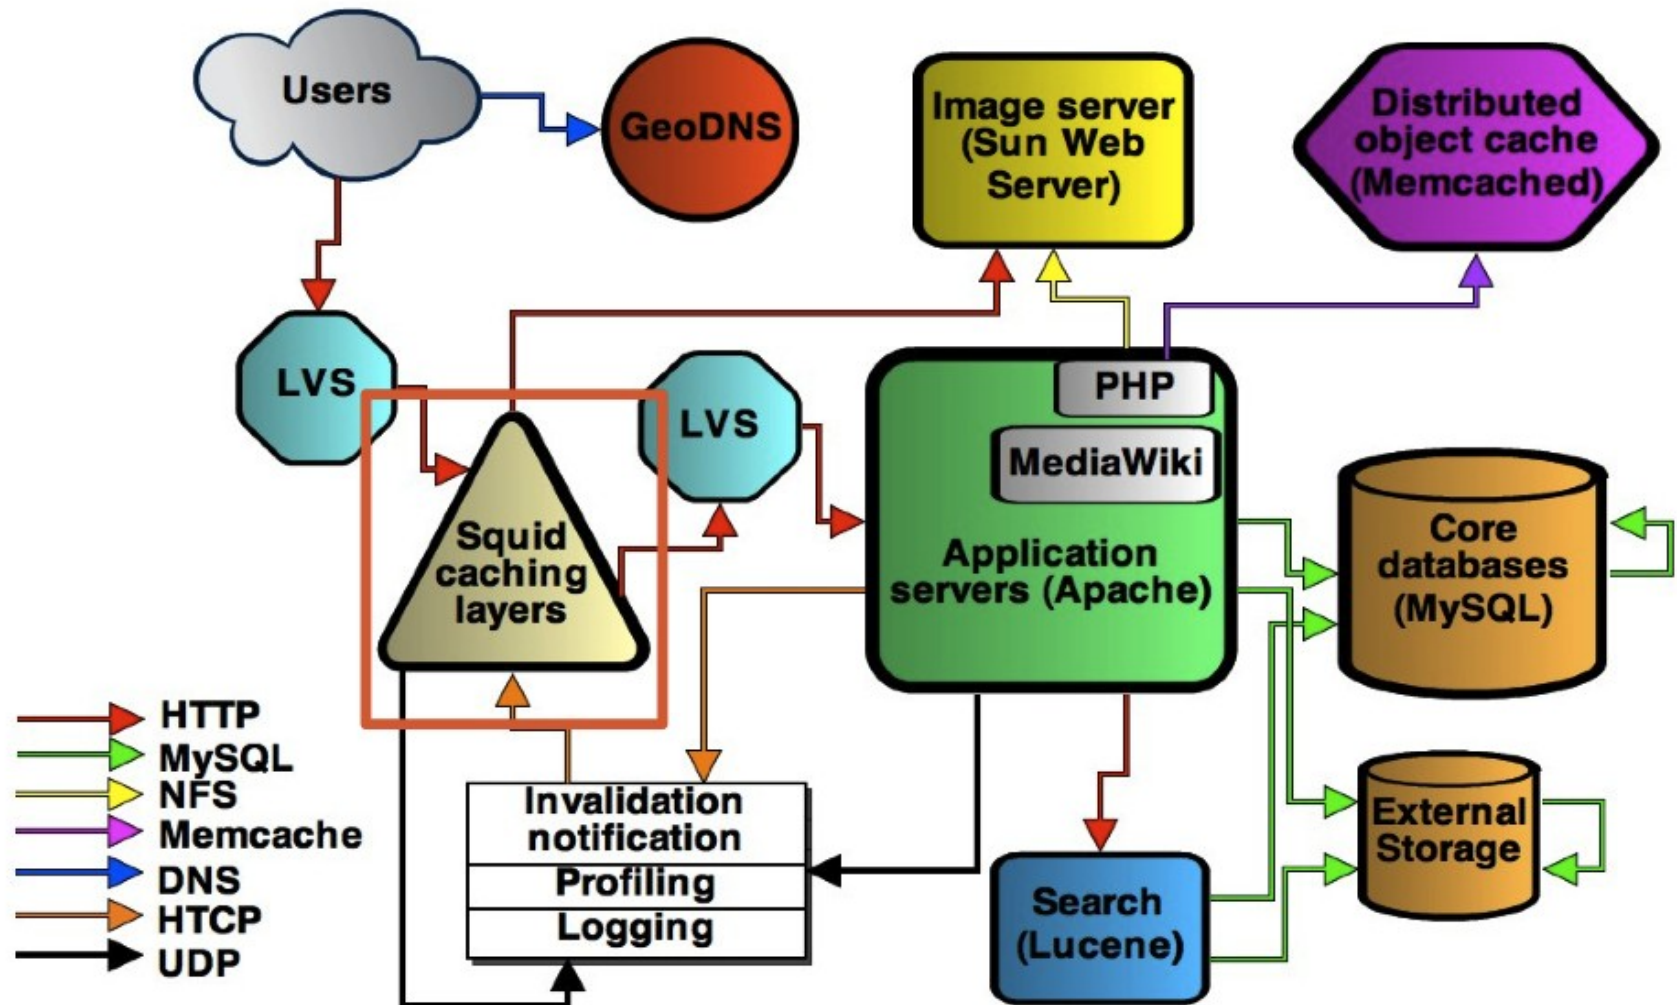 Users
GeoDNS
Image server
(Sun Web
Server)
Distributed
object cache
(Memcached)
LVS
LVS
PHP
MediaWiki
Squid
caching
layers
Application
servers (Apache)
Core
databases
(MySQL)
HTTP
MySQL
NFS
Memcache
DNS
HTCP
UDP
Invalidation
notification
Profiling
Logging
Search
(Lucene)
External
Storage